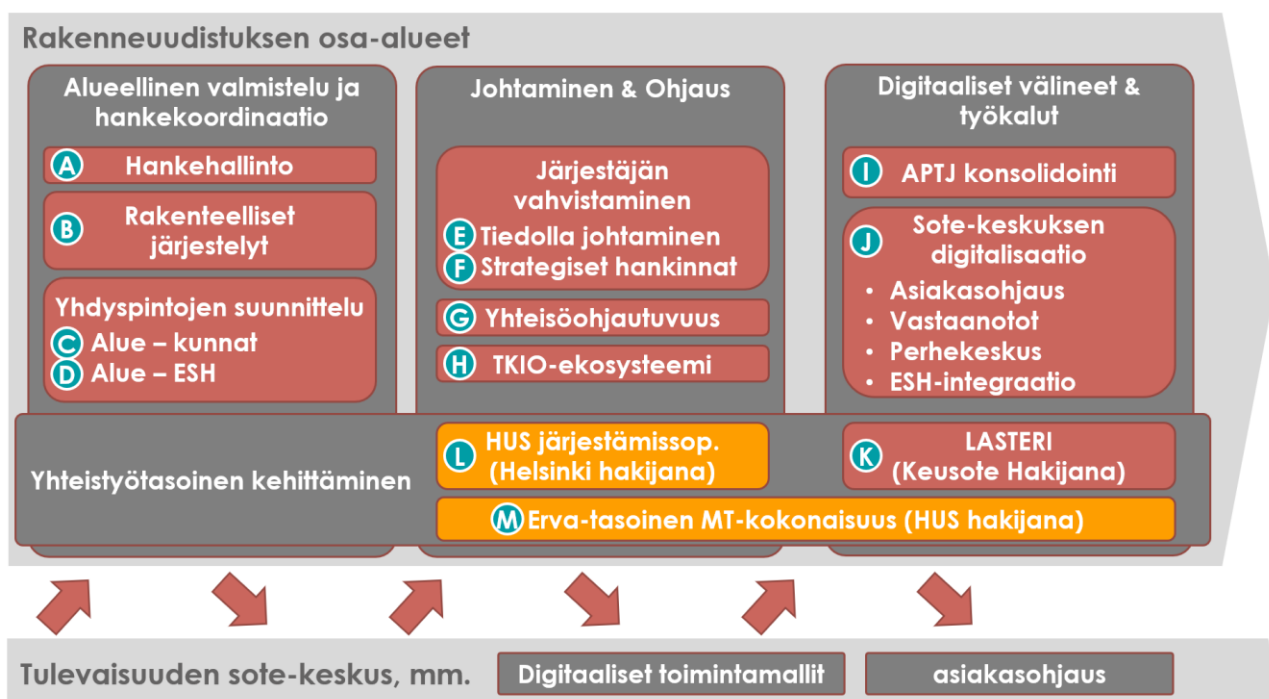 Rakenneuudistuksen osa-alueet
Alueellinen valmistelu ja
hankekoordinaatio
A Hankehallinto
B Rakenteelliset
järjestelyt
Yhdyspintojen suunnittelu
C Alue – kunnat
D Alue – ESH
Johtaminen & Ohjaus
Järjestäjän
vahvistaminen
E Tiedolla johtaminen
F Strategiset hankinnat
G Yhteisöohjautuvuus
H TKIO-ekosysteemi
Digitaaliset välineet &
työkalut
I APTJ konsolidointi
J Sote-keskuksen
digitalisaatio
• Asiakasohjaus
• Vastaanotot
• Perhekeskus
• ESH-integraatio
Yhteistyötasoinen kehittäminen
L HUS järjestämissop.
(Helsinki hakijana)
K LASTERI
(Keusote Hakijana)
M Erva-tasoinen MT-kokonaisuus (HUS hakijana)
Tulevaisuuden sote-keskus, mm.
Digitaaliset toimintamallit
asiakasohjaus